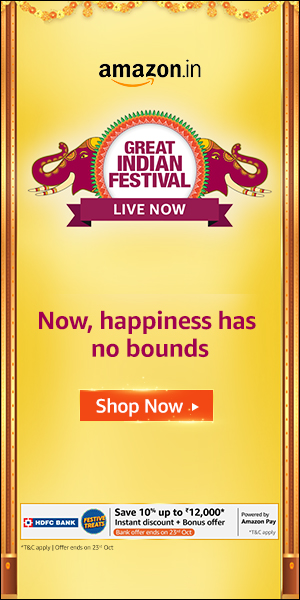 amazon.in
GREAT
INDIAN
FESTIVAL
LIVE NOW
Now, happiness has
no bounds
Shop Now
HDFC BANK
FESTIVE
TREATS
Save 10% up to ₹12,000*
Instant discount + Bonus offer
Bank offer ends on 23rd Oct
Powered by
Amazon Pay
*T&C apply
*T&C apply | Offer ends on 23rd Oct